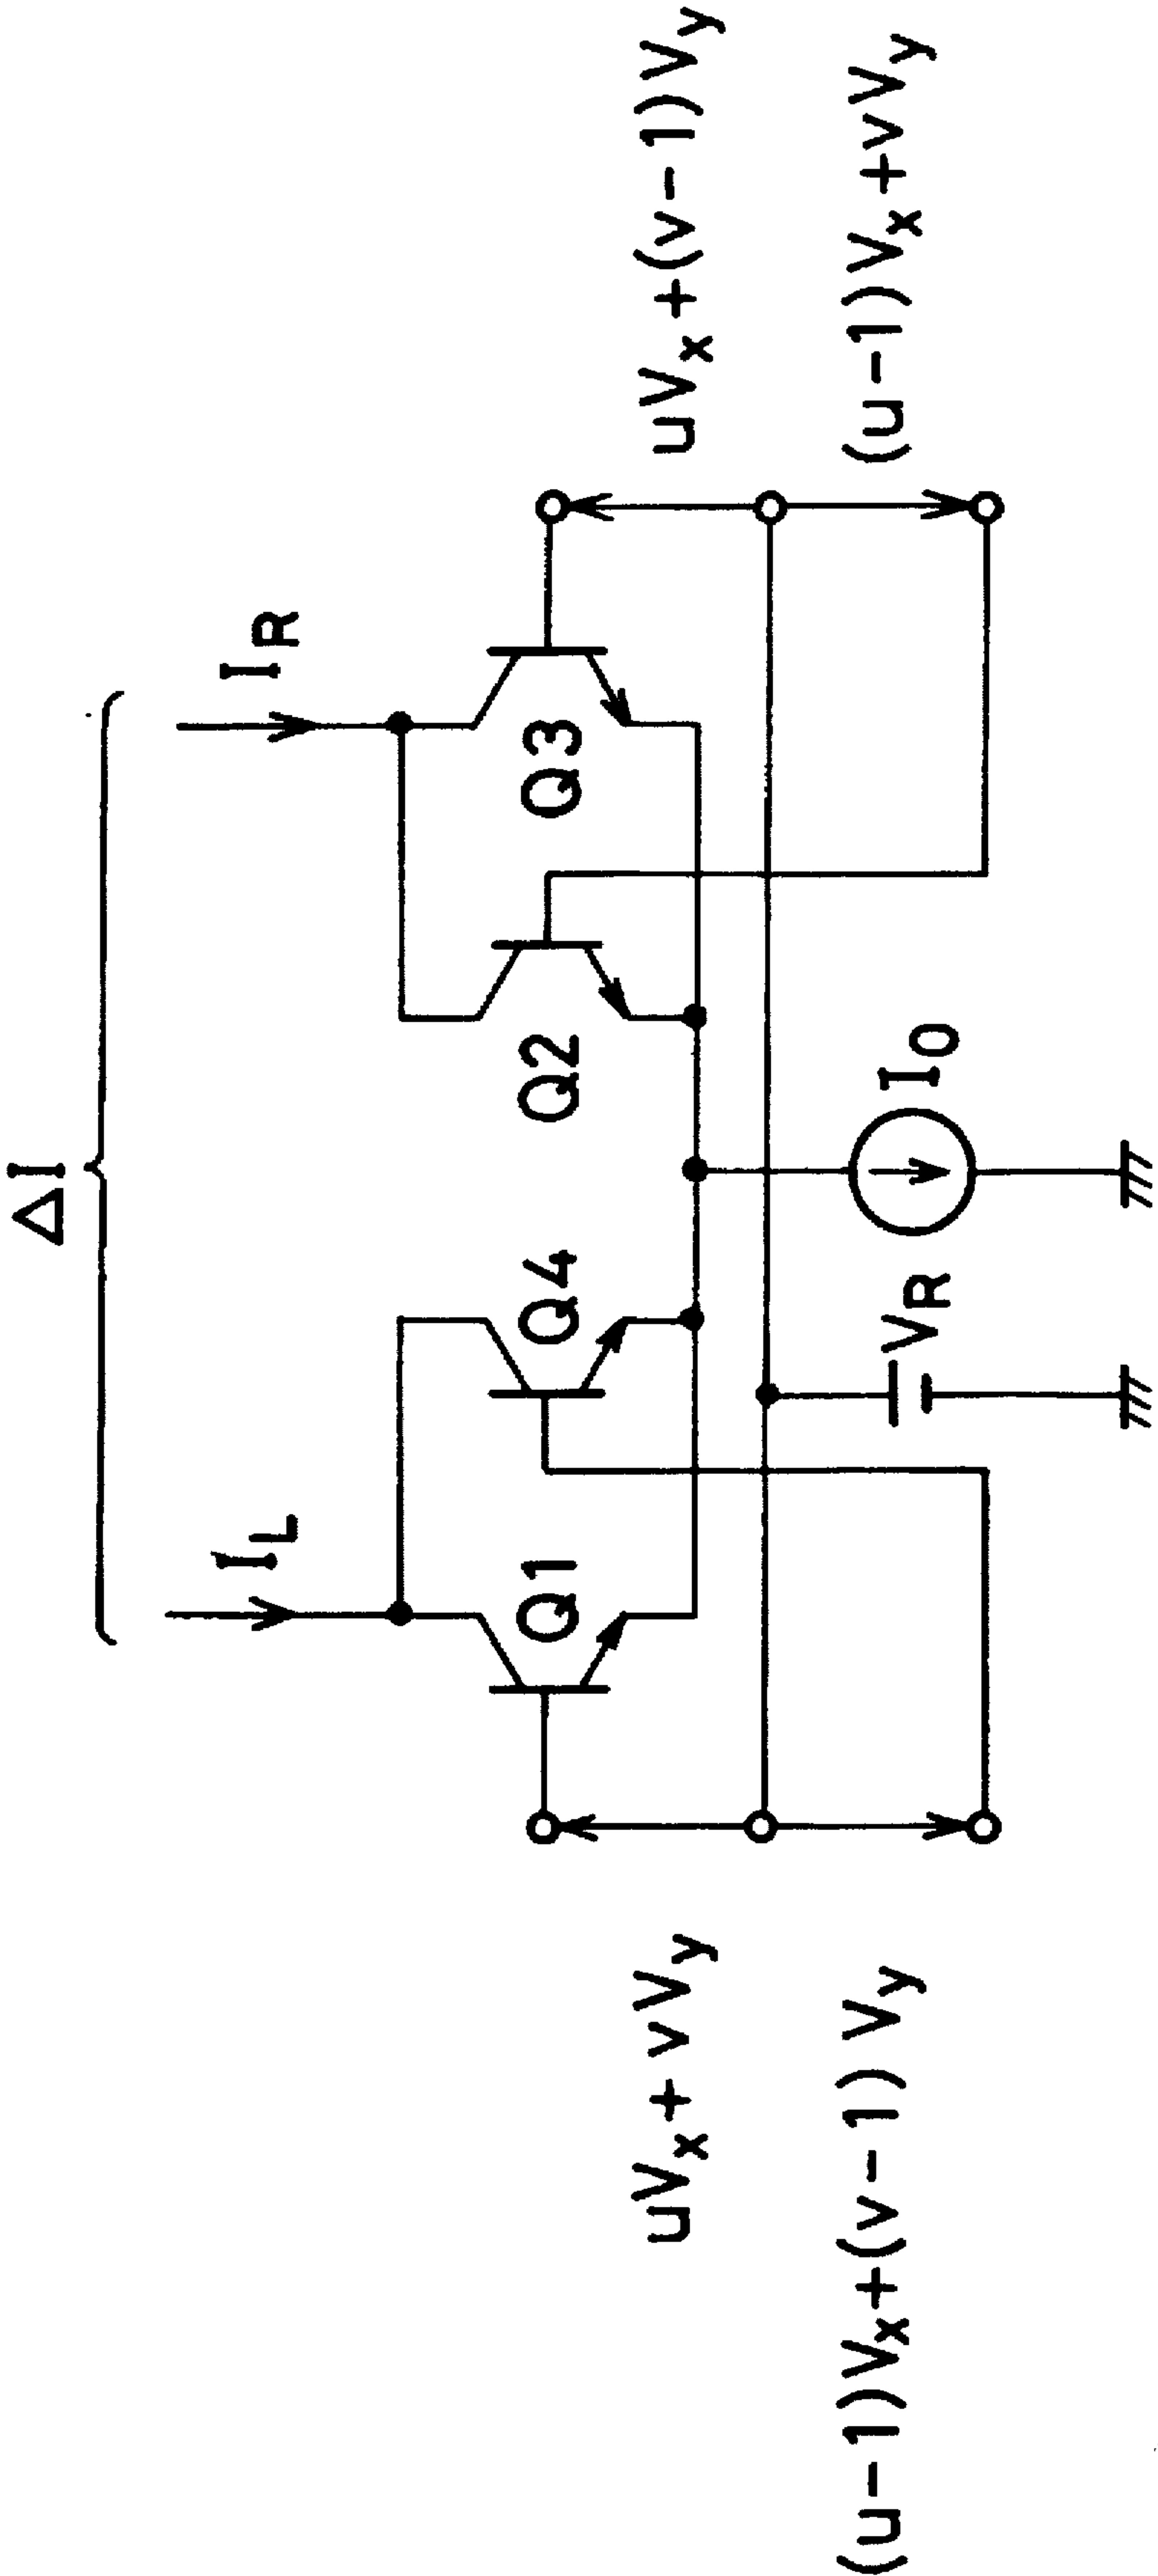 ΔI
I_L
I_R
Q1
Q4
Q2
Q3
uV_x+vV_y
uV_x+(v-1)V_y
(u-1)V_x+(v-1)V_y
(u-1)V_x+vV_y
V_R
I_O